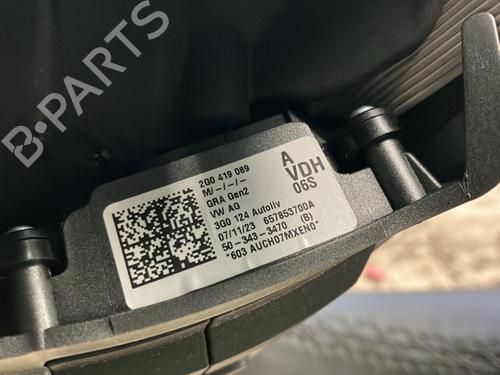 B-PARTS
2G0 419 089
M/-/-/-
GRA Gen2
VW AG
3G0 124 Autoliv
07/11/23 657853700A
50-343-3470 (B)
*603 AUCH07MXEN0*
A
VDH
06S